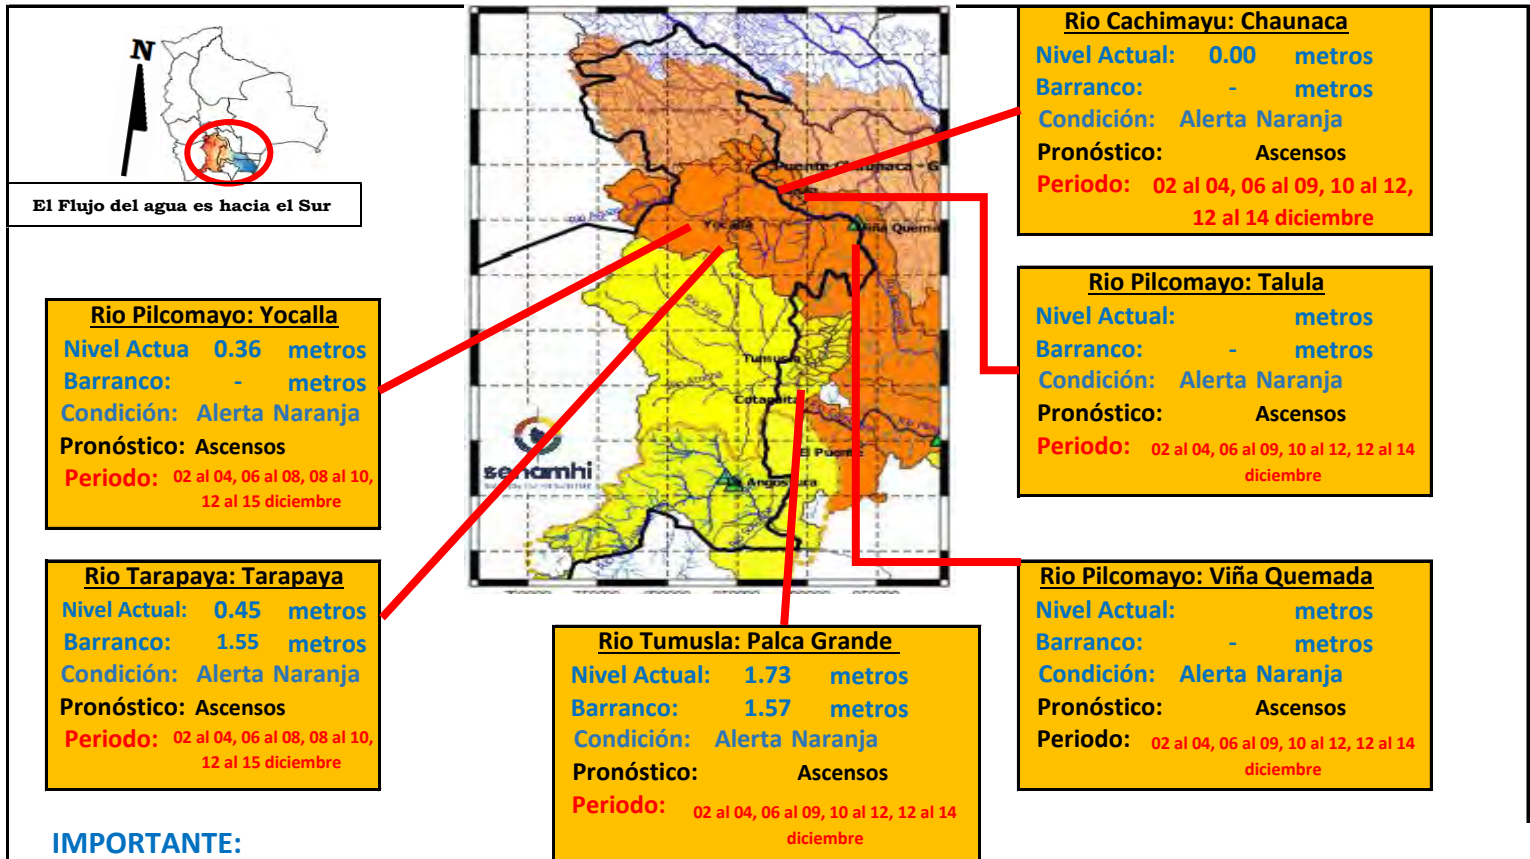 N
El Flujo del agua es hacia el Sur
Rio Pilcomayo: Yocalla
Nivel Actua 0.36 metros
Barranco: - metros
Condición: Alerta Naranja
Pronóstico: Ascensos
Periodo: 02 al 04, 06 al 08, 08 al 10,
12 al 15 diciembre
Rio Tarapaya: Tarapaya
Nivel Actual: 0.45 metros
Barranco: 1.55 metros
Condición: Alerta Naranja
Pronóstico: Ascensos
Periodo: 02 al 04, 06 al 08, 08 al 10,
12 al 15 diciembre
IMPORTANTE:
Puente Chaunaca - G
Yocalla
Viña Quema
Tumusla
Cotagaita
El Puente
Angostura
senamhi
Rio Tumusla: Palca Grande
Nivel Actual: 1.73 metros
Barranco: 1.57 metros
Condición: Alerta Naranja
Pronóstico: Ascensos
Periodo: 02 al 04, 06 al 09, 10 al 12, 12 al 14
diciembre
Rio Cachimayu: Chaunaca
Nivel Actual: 0.00 metros
Barranco: - metros
Condición: Alerta Naranja
Pronóstico: Ascensos
Periodo: 02 al 04, 06 al 09, 10 al 12,
12 al 14 diciembre
Rio Pilcomayo: Talula
Nivel Actual: metros
Barranco: - metros
Condición: Alerta Naranja
Pronóstico: Ascensos
Periodo: 02 al 04, 06 al 09, 10 al 12, 12 al 14
diciembre
Rio Pilcomayo: Viña Quemada
Nivel Actual: metros
Barranco: - metros
Condición: Alerta Naranja
Pronóstico: Ascensos
Periodo: 02 al 04, 06 al 09, 10 al 12, 12 al 14
diciembre